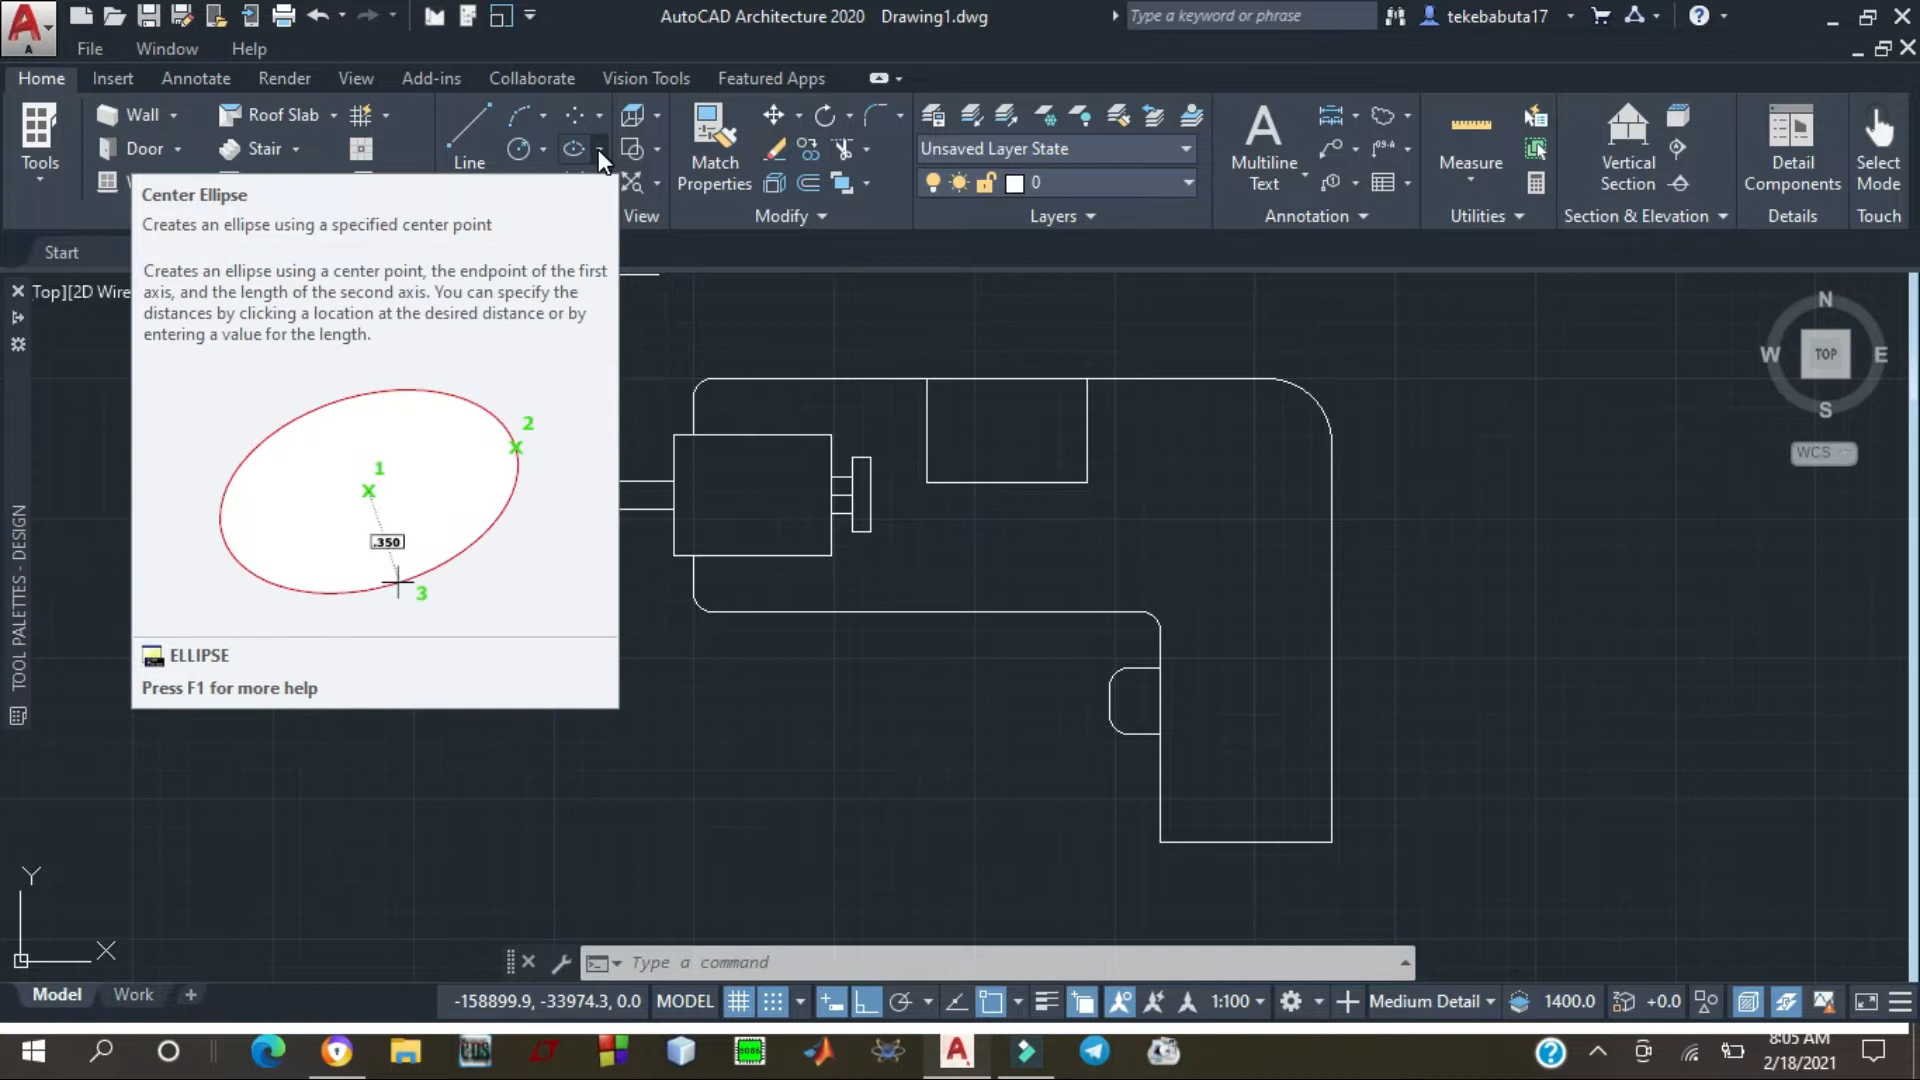 AutoCAD Architecture 2020 Drawing1.dwg
Type a keyword or phrase
tekebabuta17
A
File Window Help
Home Insert Annotate Render View Add-ins Collaborate Vision Tools Featured Apps
Wall
Roof Slab
Door
Stair
Tools
Line
Match
Properties
Unsaved Layer State
0
Multiline
Text
Measure
Vertical
Section
Detail
Components
Select
Mode
View
Modify
Layers
Annotation
Utilities
Section & Elevation
Details
Touch
Start
Top][2D Wire
Center Ellipse
Creates an ellipse using a specified center point
Creates an ellipse using a center point, the endpoint of the first
axis, and the length of the second axis. You can specify the
distances by clicking a location at the desired distance or by
entering a value for the length.
1
2
.350
3
ELLIPSE
Press F1 for more help
TOOL PALETTES - DESIGN
N
W
TOP
E
S
WCS
Y
X
Type a command
Model Work +
-158899.9, -33974.3, 0.0 MODEL
1:100
Medium Detail
1400.0
+0.0
8086
8:05 AM
2/18/2021